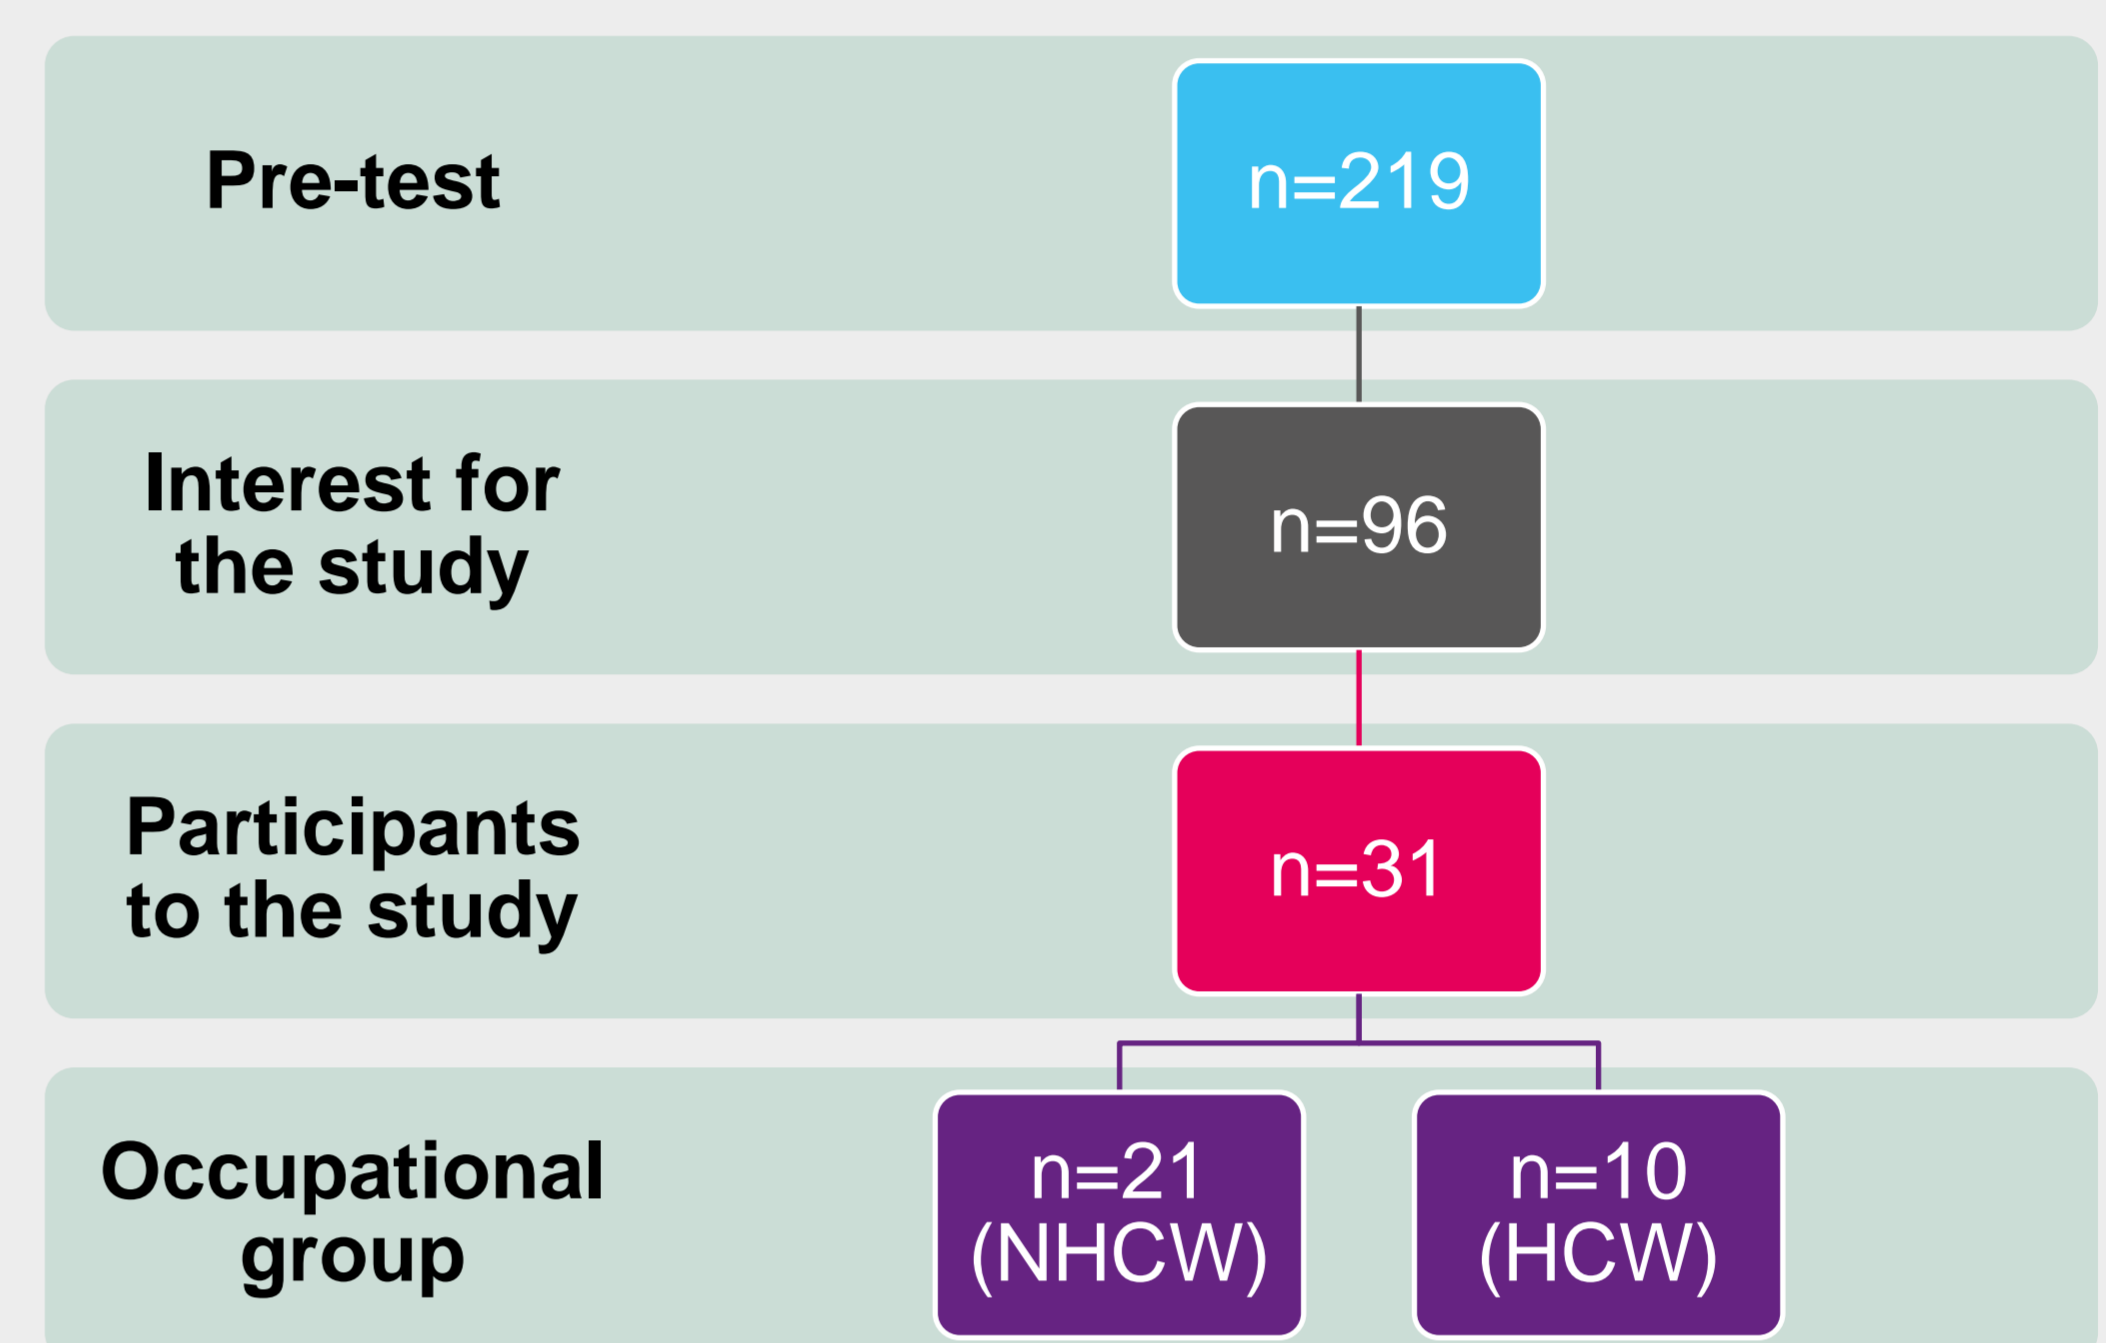 Pre-test
n=219
Interest for
the study
n=96
Participants
to the study
n=31
Occupational
group
n=21
(NHCW)
n=10
(HCW)